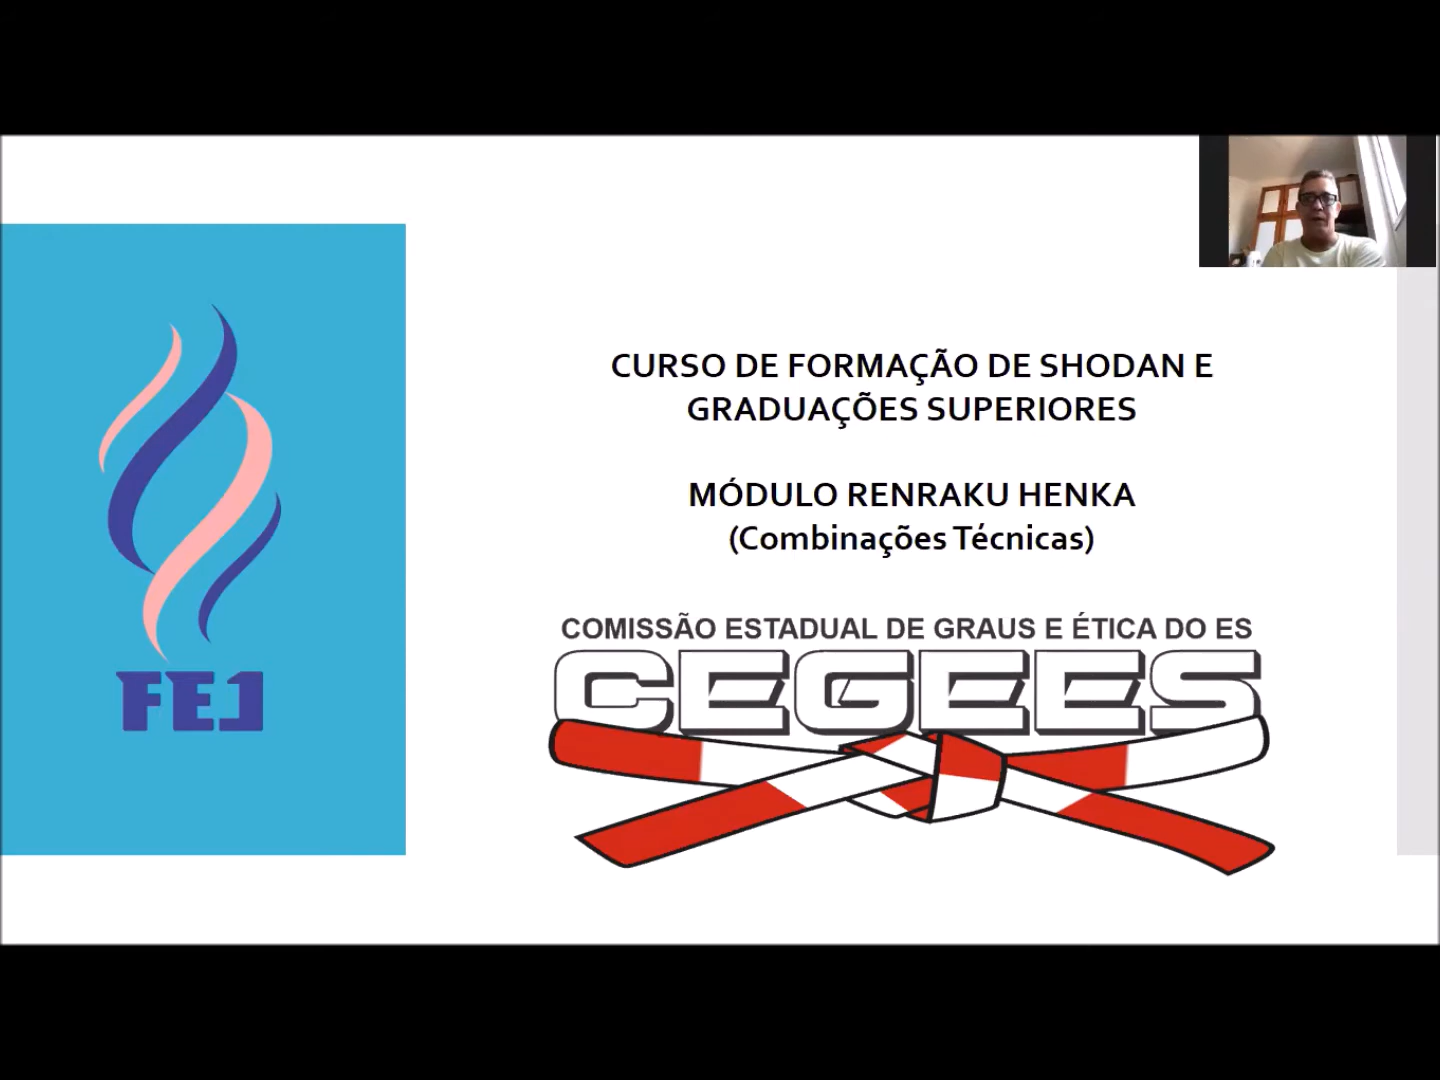 CURSO DE FORMAÇÃO DE SHODAN E
GRADUAÇÕES SUPERIORES
MÓDULO RENRAKU HENKA
(Combinações Técnicas)
COMISSÃO ESTADUAL DE GRAUS E ÉTICA DO ES
CEGEES
FEJ